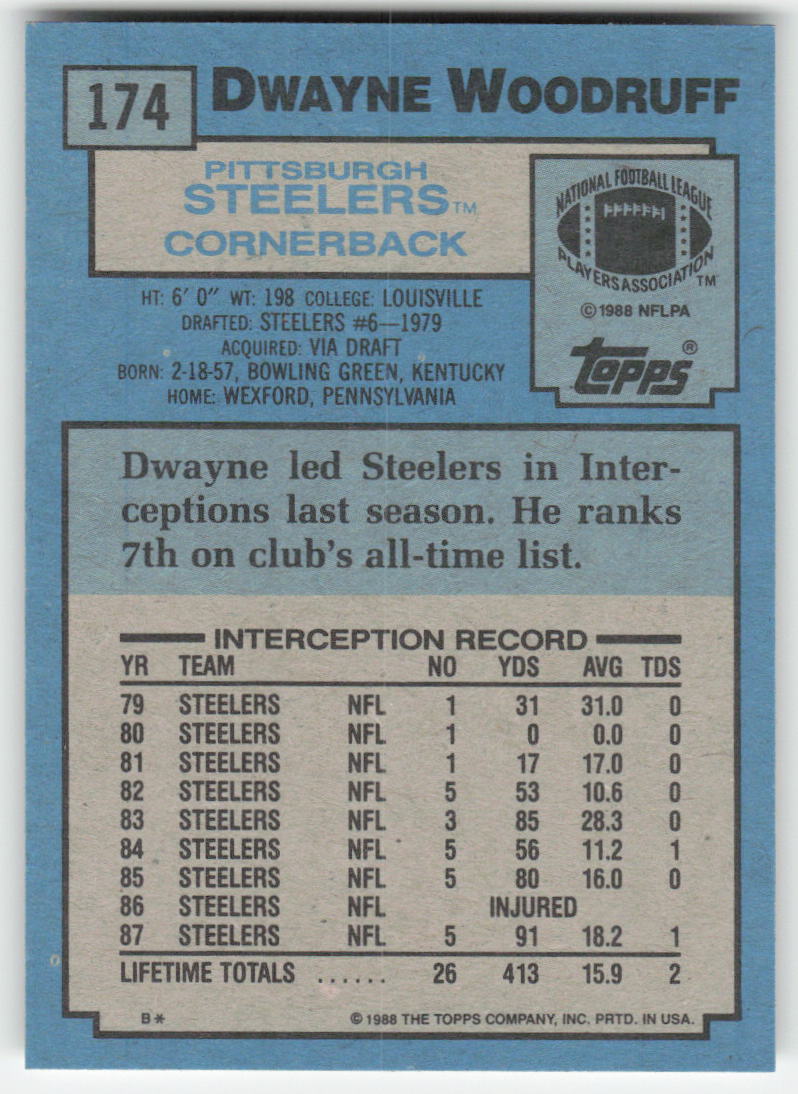 174
DWAYNE WOODRUFF
PITTSBURGH
STEELERS™
CORNERBACK
NATIONAL FOOTBALL LEAGUE
PLAYERS ASSOCIATION™
© 1988 NFLPA
topps®
HT: 6' 0" WT: 198 COLLEGE: LOUISVILLE
DRAFTED: STEELERS #6—1979
ACQUIRED: VIA DRAFT
BORN: 2-18-57, BOWLING GREEN, KENTUCKY
HOME: WEXFORD, PENNSYLVANIA
Dwayne led Steelers in Inter-
ceptions last season. He ranks
7th on club's all-time list.
INTERCEPTION RECORD
YR TEAM NO YDS AVG TDS
79 STEELERS NFL 1 31 31.0 0
80 STEELERS NFL 1 0 0.0 0
81 STEELERS NFL 1 17 17.0 0
82 STEELERS NFL 5 53 10.6 0
83 STEELERS NFL 3 85 28.3 0
84 STEELERS NFL 5 56 11.2 1
85 STEELERS NFL 5 80 16.0 0
86 STEELERS NFL INJURED
87 STEELERS NFL 5 91 18.2 1
LIFETIME TOTALS ...... 26 413 15.9 2
B* © 1988 THE TOPPS COMPANY, INC. PRTD. IN USA.